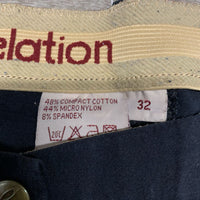 elation
48% COMPACT COTTON
44% MICRO NYLON
8% SPANDEX
32